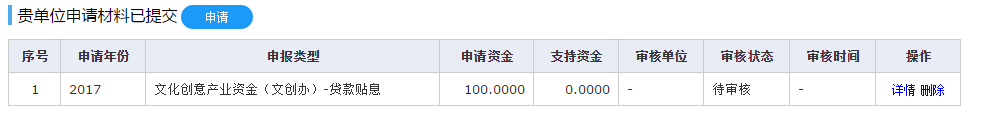 贵单位申请材料已提交 申请
序号 申请年份 申报类型 申请资金 支持资金 审核单位 审核状态 审核时间 操作
1 2017 文化创意产业资金（文创办）-贷款贴息 100.0000 0.0000 - 待审核 - 详情 删除